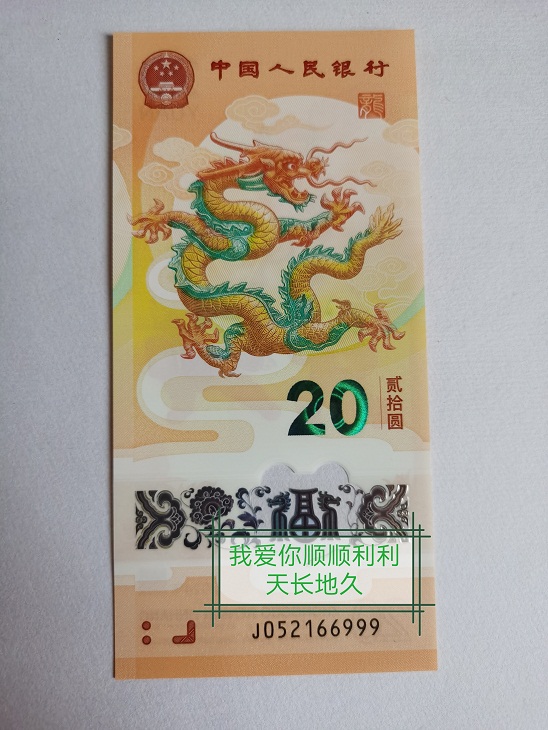 中国人民银行
龍
20
贰拾圆
福
我爱你顺顺利利
天长地久
J052166999